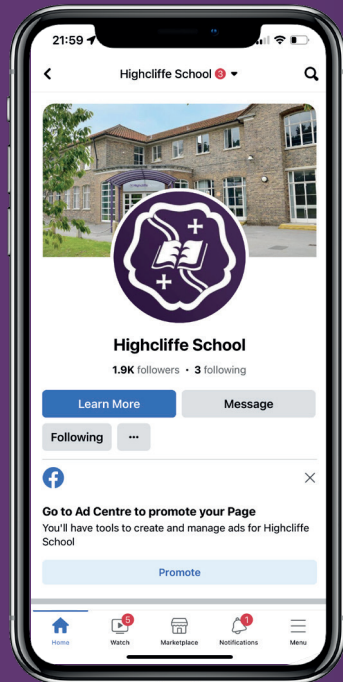 21:59
Highcliffe School 3
Highcliffe School
1.9K followers • 3 following
Learn More
Message
Following
...
Go to Ad Centre to promote your Page
You'll have tools to create and manage ads for Highcliffe
School
Promote
5
1
Home
Watch
Marketplace
Notifications
Menu